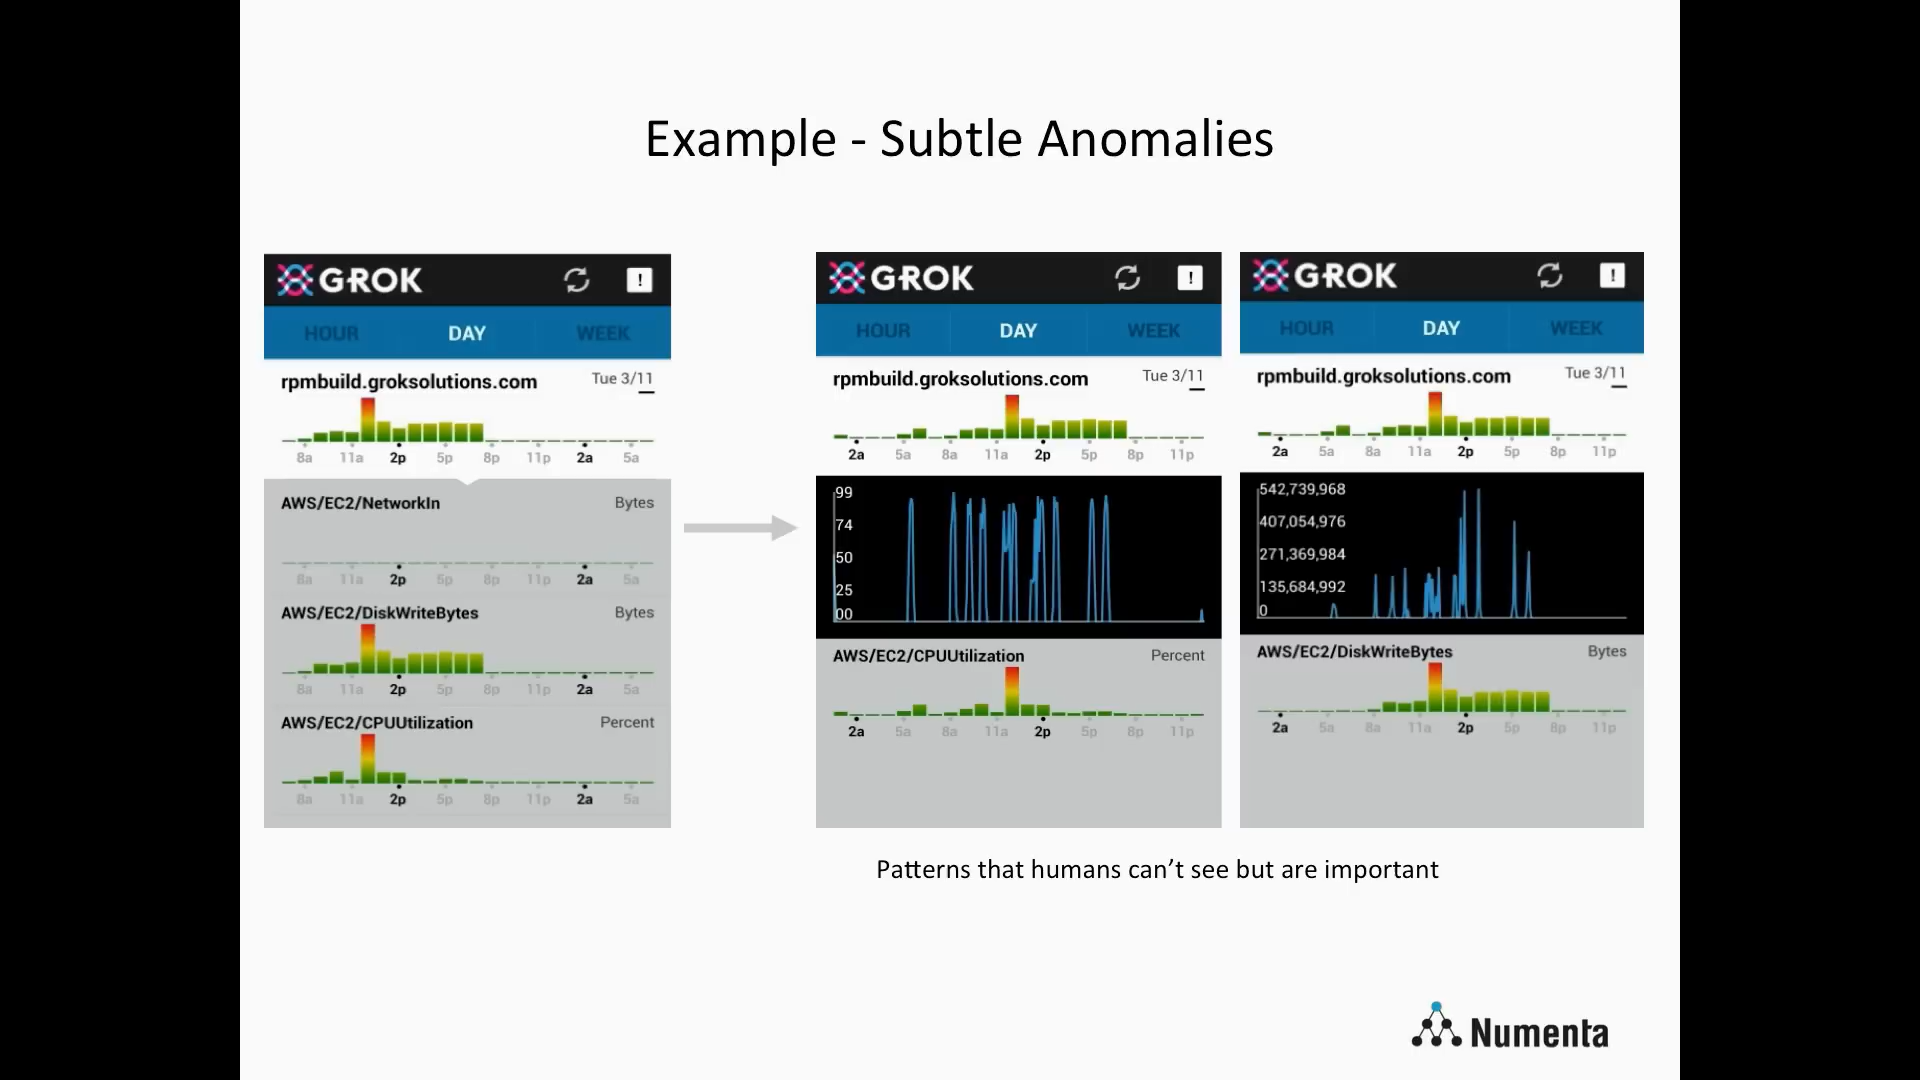 Example - Subtle Anomalies
GROK !
HOUR DAY WEEK
rpmbuild.groksolutions.com Tue 3/11
8a 11a 2p 5p 8p 11p 2a 5a
AWS/EC2/NetworkIn Bytes
8a 11a 2p 5p 8p 11p 2a 5a
AWS/EC2/DiskWriteBytes Bytes
8a 11a 2p 5p 8p 11p 2a 5a
AWS/EC2/CPUUtilization Percent
8a 11a 2p 5p 8p 11p 2a 5a
GROK !
HOUR DAY WEEK
rpmbuild.groksolutions.com Tue 3/11
2a 5a 8a 11a 2p 5p 8p 11p
99
74
50
25
00
AWS/EC2/CPUUtilization Percent
2a 5a 8a 11a 2p 5p 8p 11p
GROK !
HOUR DAY WEEK
rpmbuild.groksolutions.com Tue 3/11
2a 5a 8a 11a 2p 5p 8p 11p
542,739,968
407,054,976
271,369,984
135,684,992
0
AWS/EC2/DiskWriteBytes Bytes
2a 5a 8a 11a 2p 5p 8p 11p
Patterns that humans can’t see but are important
Numenta